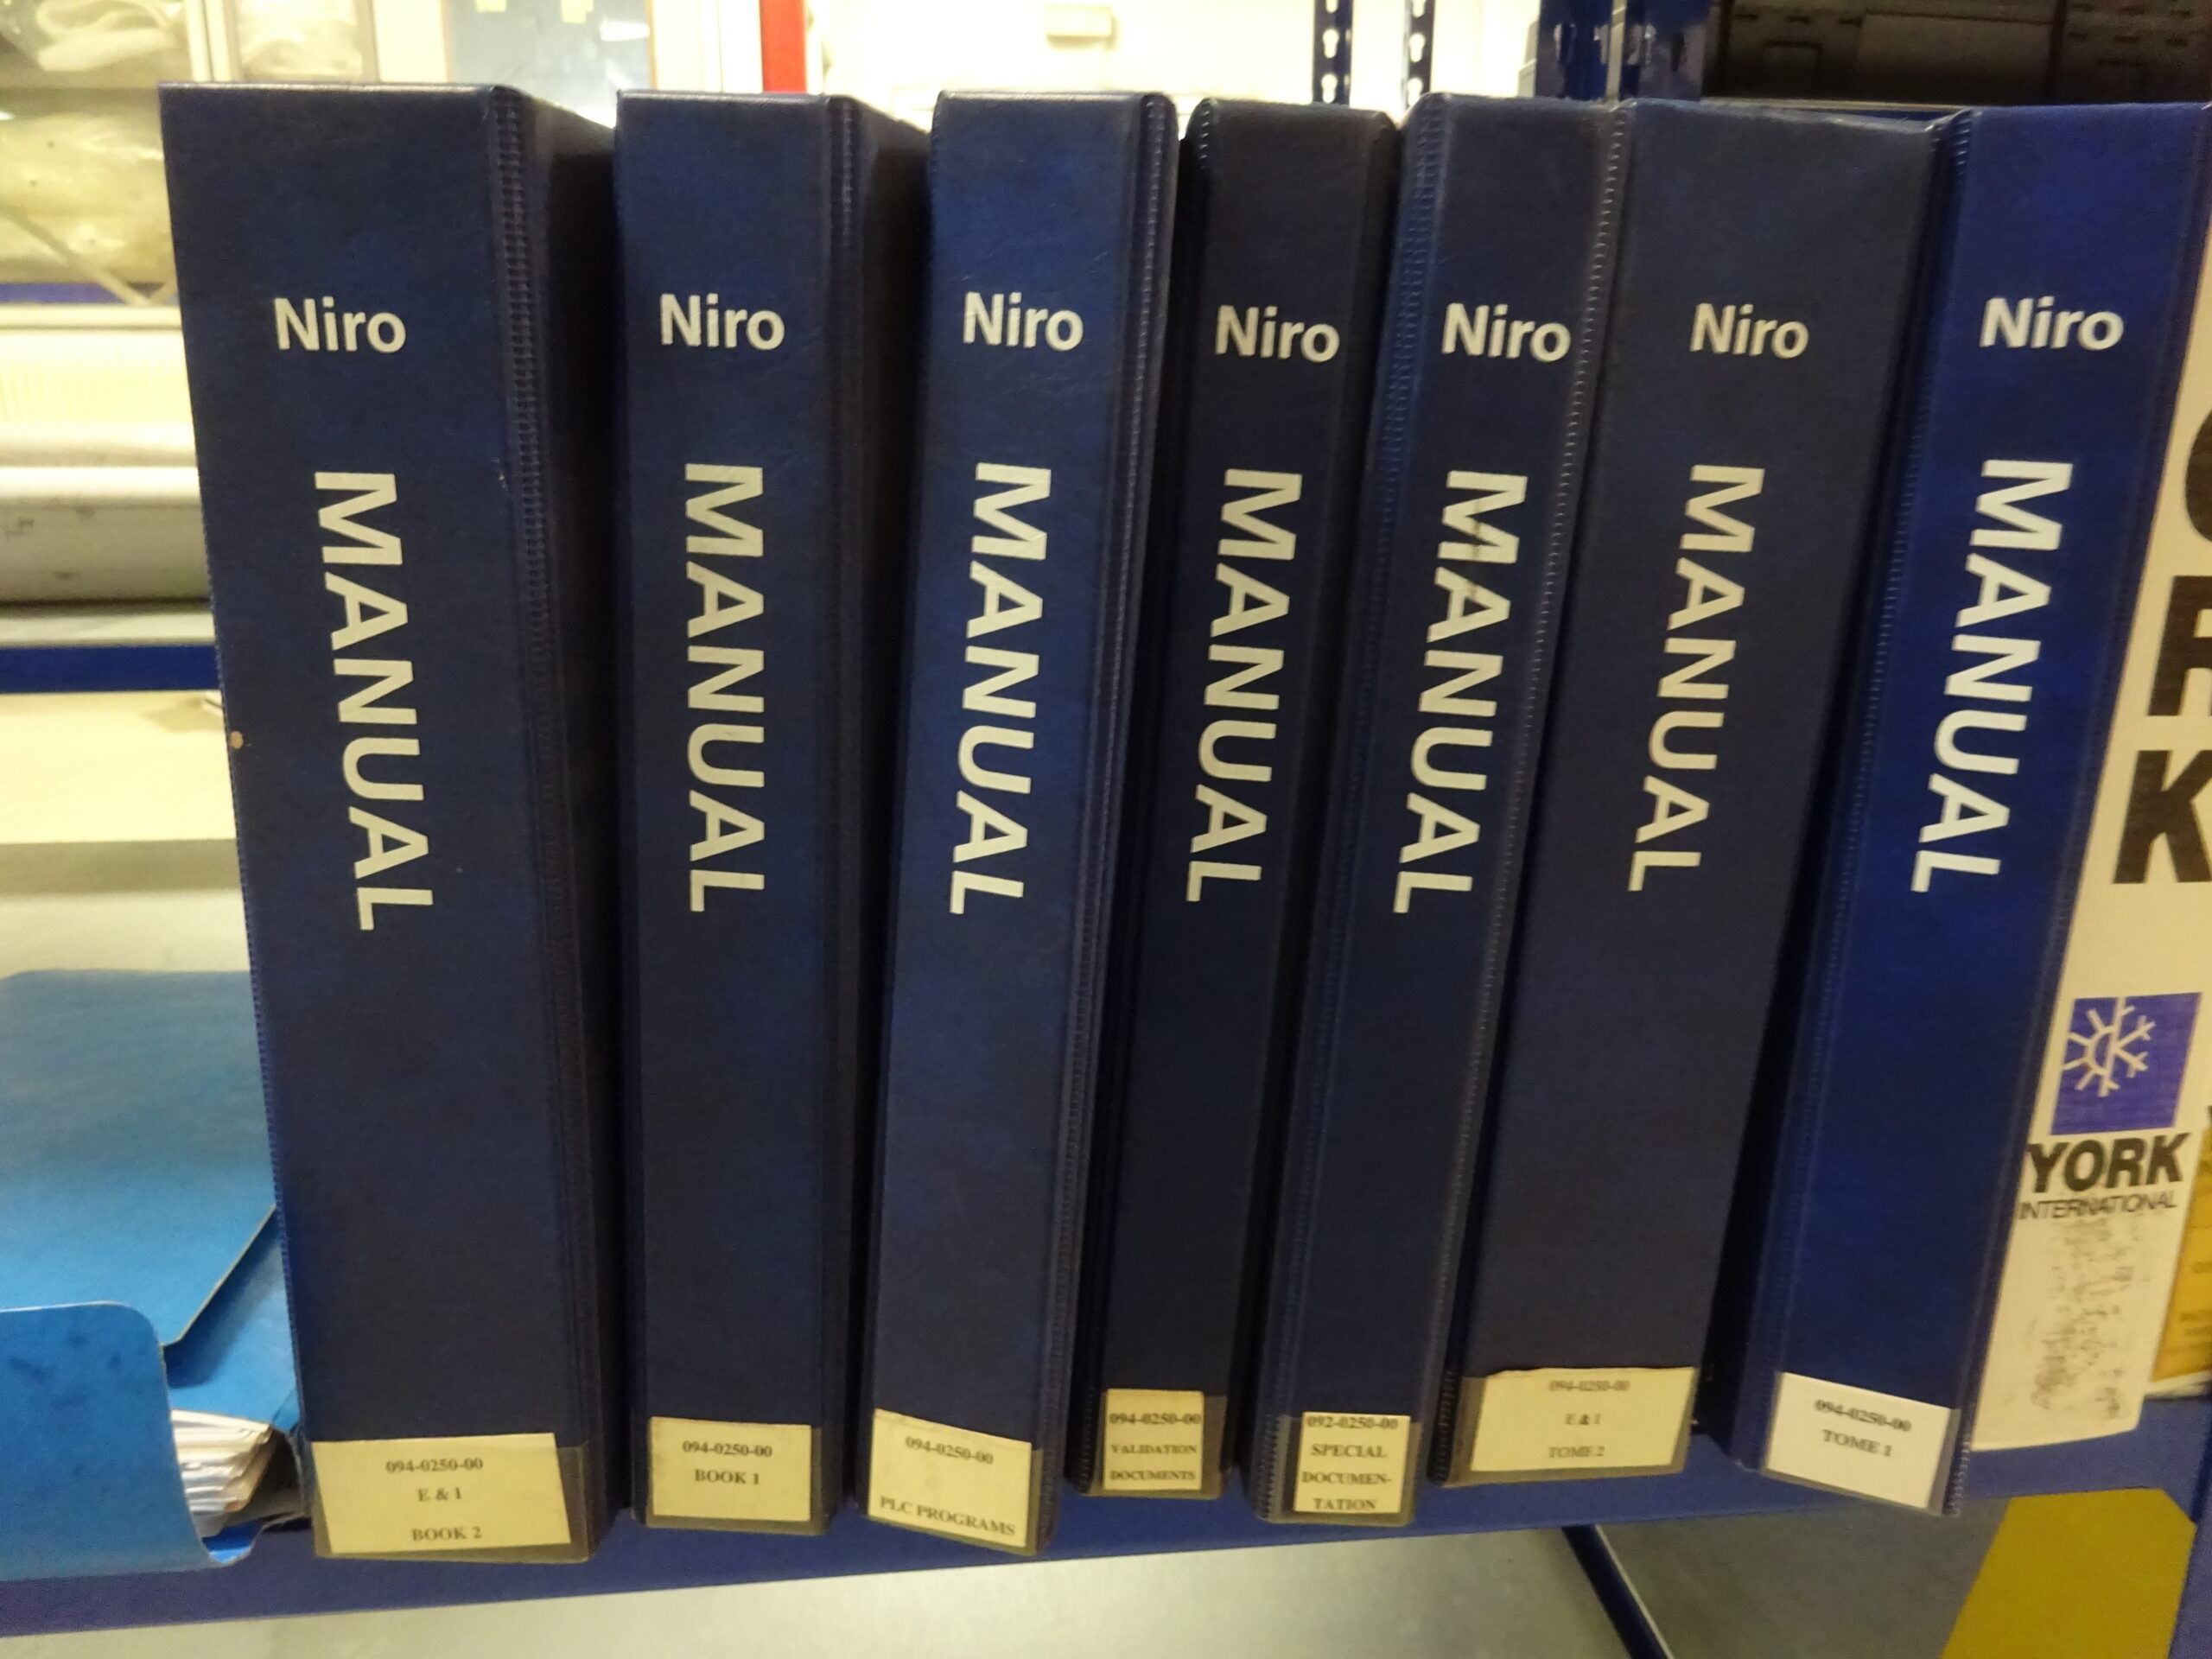 Niro
MANUAL
094-0250-00
E & I
BOOK 2
Niro
MANUAL
094-0250-00
BOOK 1
Niro
MANUAL
094-0250-00
PLC PROGRAMS
Niro
MANUAL
094-0250-00
VALIDATION
DOCUMENTS
Niro
MANUAL
092-0250-00
SPECIAL
DOCUMEN-
TATION
Niro
MANUAL
094-0250-00
E & I
TOME 2
Niro
MANUAL
094-0250-00
TOME 1
ORK
YORK
INTERNATIONAL